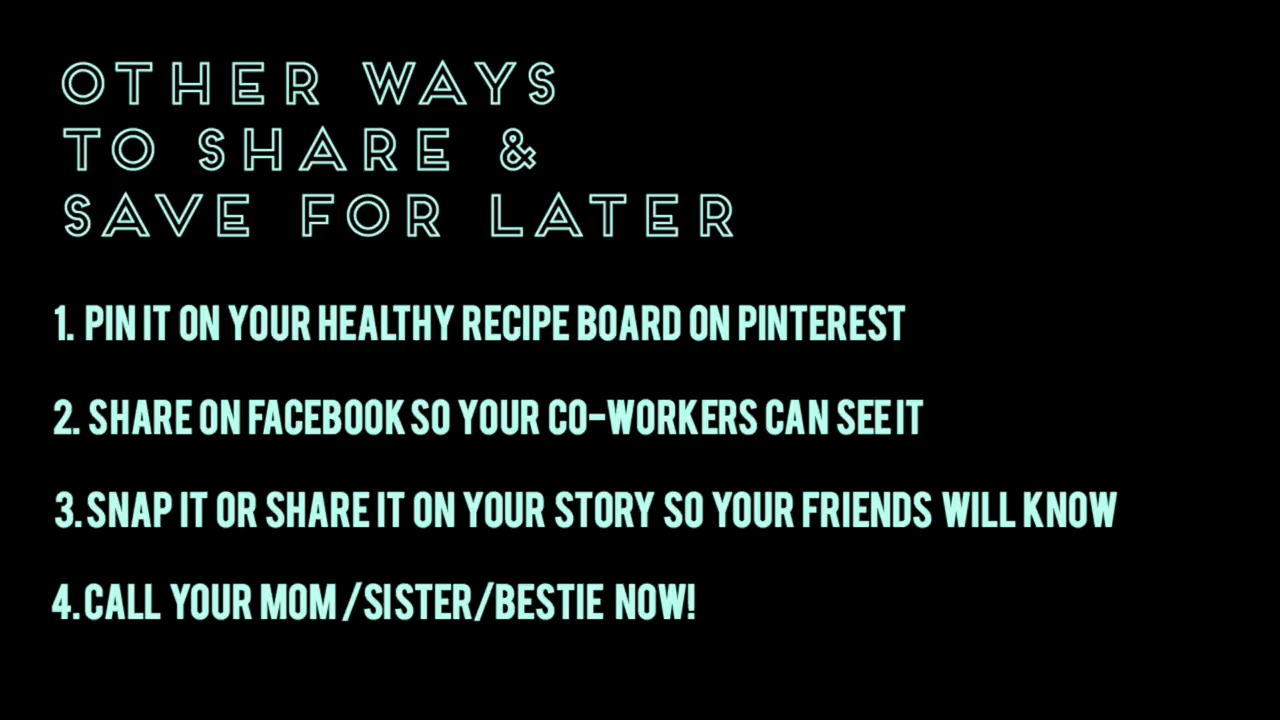 OTHER WAYS
TO SHARE &
SAVE FOR LATER
1. PIN IT ON YOUR HEALTHY RECIPE BOARD ON PINTEREST
2. SHARE ON FACEBOOK SO YOUR CO-WORKERS CAN SEE IT
3. SNAP IT OR SHARE IT ON YOUR STORY SO YOUR FRIENDS WILL KNOW
4. CALL YOUR MOM/SISTER/BESTIE NOW!